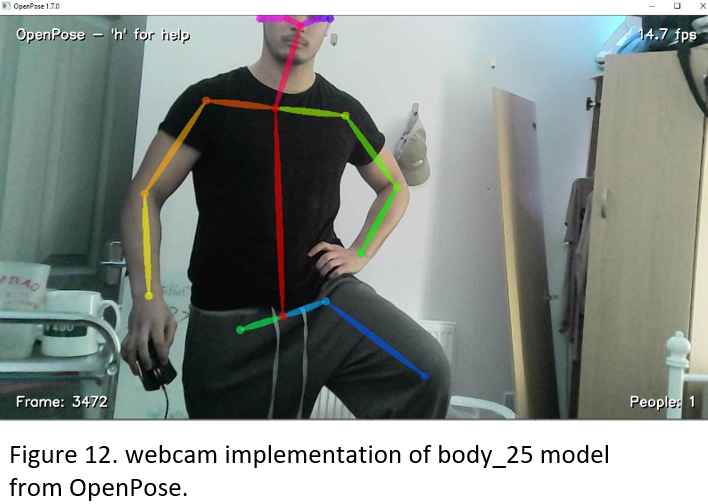 OpenPose 1.7.0
OpenPose - 'h' for help
14.7 fps
Frame: 3472
People: 1
Figure 12. webcam implementation of body_25 model
from OpenPose.